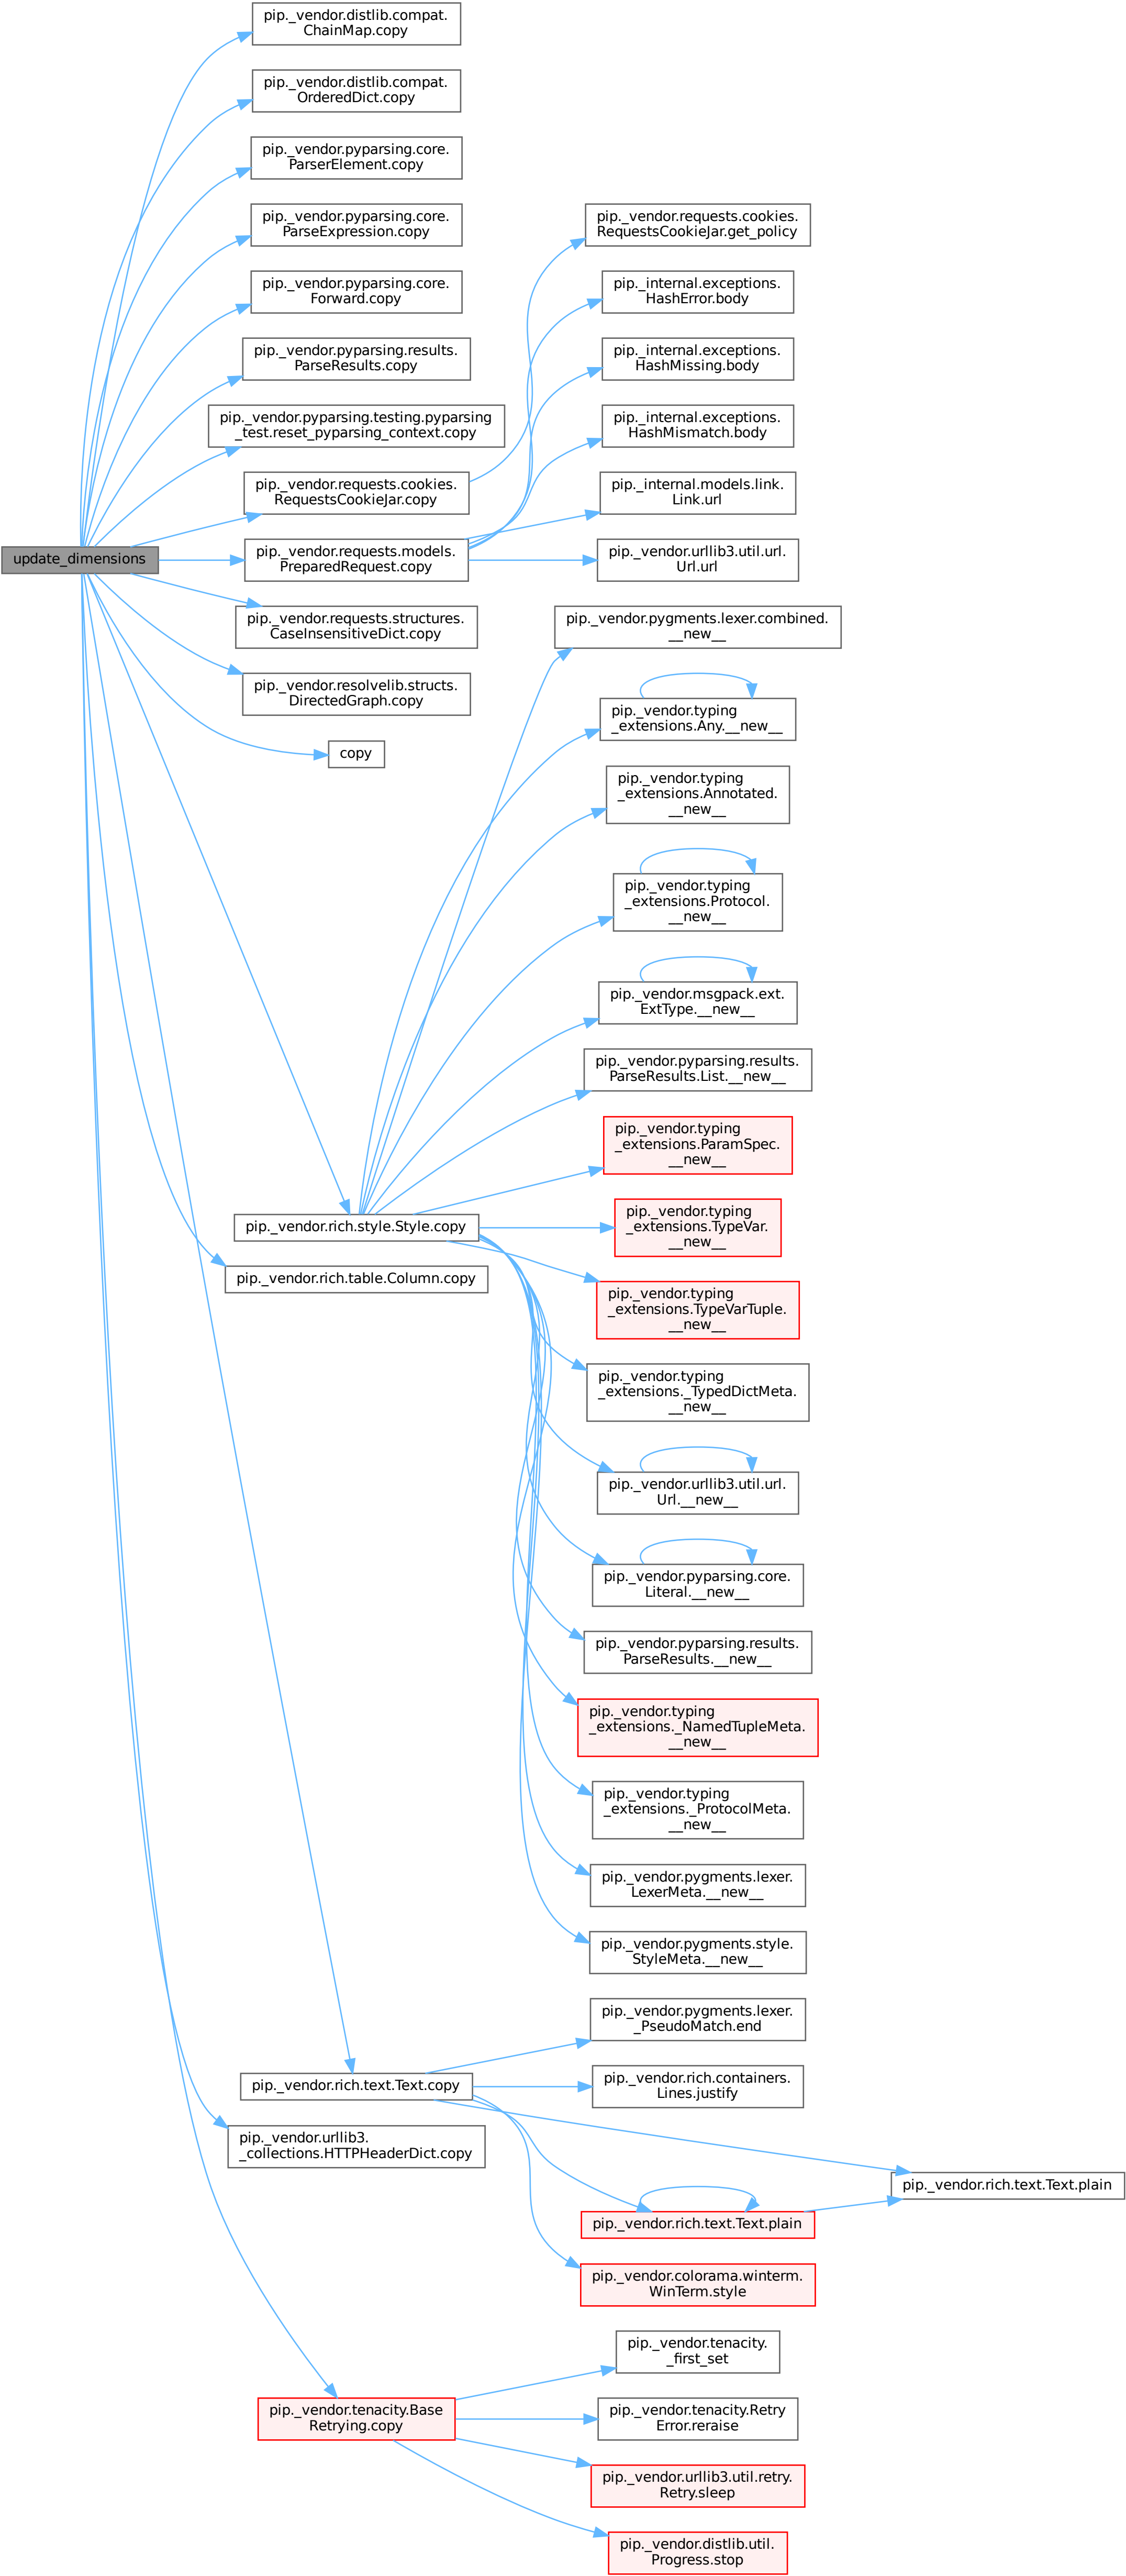 update_dimensions
pip._vendor.distlib.compat.
ChainMap.copy
pip._vendor.distlib.compat.
OrderedDict.copy
pip._vendor.pyparsing.core.
ParserElement.copy
pip._vendor.pyparsing.core.
ParseExpression.copy
pip._vendor.pyparsing.core.
Forward.copy
pip._vendor.pyparsing.results.
ParseResults.copy
pip._vendor.pyparsing.testing.pyparsing
_test.reset_pyparsing_context.copy
pip._vendor.requests.cookies.
RequestsCookieJar.copy
pip._vendor.requests.models.
PreparedRequest.copy
pip._vendor.requests.structures.
CaseInsensitiveDict.copy
pip._vendor.resolvelib.structs.
DirectedGraph.copy
copy
pip._vendor.rich.style.Style.copy
pip._vendor.rich.table.Column.copy
pip._vendor.rich.text.Text.copy
pip._vendor.urllib3.
_collections.HTTPHeaderDict.copy
pip._vendor.tenacity.Base
Retrying.copy
pip._vendor.requests.cookies.
RequestsCookieJar.get_policy
pip._internal.exceptions.
HashError.body
pip._internal.exceptions.
HashMissing.body
pip._internal.exceptions.
HashMismatch.body
pip._internal.models.link.
Link.url
pip._vendor.urllib3.util.url.
Url.url
pip._vendor.pygments.lexer.combined.
__new__
pip._vendor.typing
_extensions.Any.__new__
pip._vendor.typing
_extensions.Annotated.
__new__
pip._vendor.typing
_extensions.Protocol.
__new__
pip._vendor.msgpack.ext.
ExtType.__new__
pip._vendor.pyparsing.results.
ParseResults.List.__new__
pip._vendor.typing
_extensions.ParamSpec.
__new__
pip._vendor.typing
_extensions.TypeVar.
__new__
pip._vendor.typing
_extensions.TypeVarTuple.
__new__
pip._vendor.typing
_extensions._TypedDictMeta.
__new__
pip._vendor.urllib3.util.url.
Url.__new__
pip._vendor.pyparsing.core.
Literal.__new__
pip._vendor.pyparsing.results.
ParseResults.__new__
pip._vendor.typing
_extensions._NamedTupleMeta.
__new__
pip._vendor.typing
_extensions._ProtocolMeta.
__new__
pip._vendor.pygments.lexer.
LexerMeta.__new__
pip._vendor.pygments.style.
StyleMeta.__new__
pip._vendor.pygments.lexer.
_PseudoMatch.end
pip._vendor.rich.containers.
Lines.justify
pip._vendor.rich.text.Text.plain
pip._vendor.rich.text.Text.plain
pip._vendor.colorama.winterm.
WinTerm.style
pip._vendor.tenacity.
_first_set
pip._vendor.tenacity.Retry
Error.reraise
pip._vendor.urllib3.util.retry.
Retry.sleep
pip._vendor.distlib.util.
Progress.stop